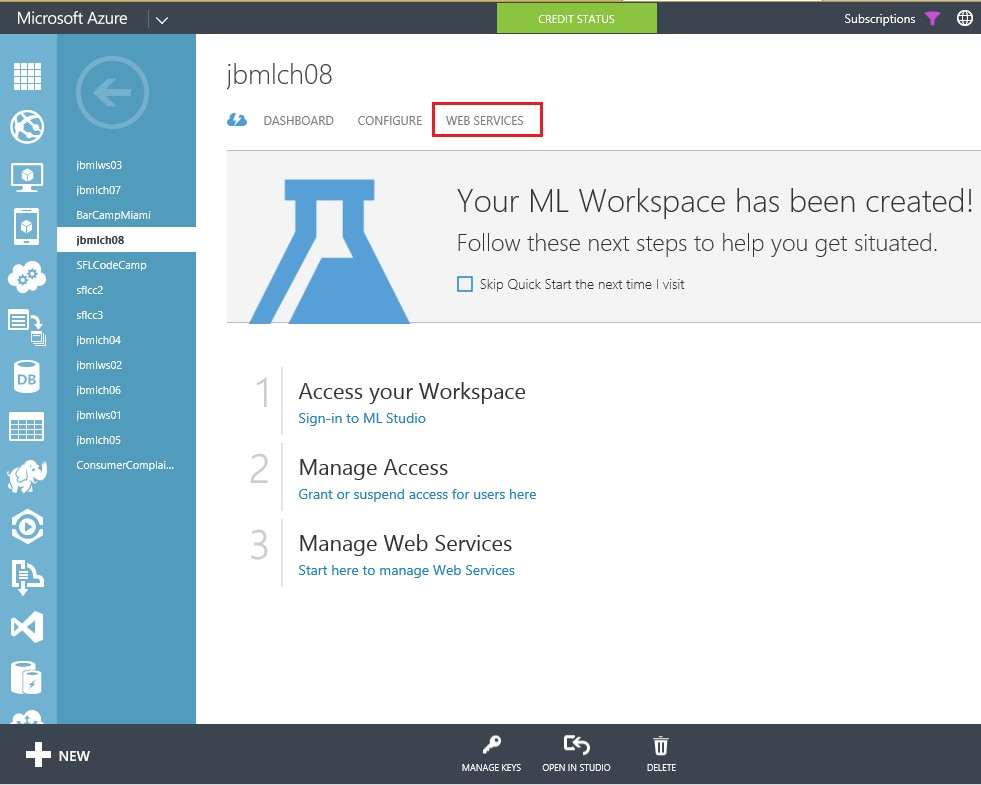 Microsoft Azure
CREDIT STATUS
Subscriptions
jbmlws03
jbmlch07
BarCampMiami
jbmlch08
SFLCodeCamp
sflcc2
sflcc3
jbmlch04
jbmlws02
jbmlch06
jbmlws01
jbmlch05
ConsumerComplai...
DB
jbmlch08
DASHBOARD CONFIGURE WEB SERVICES
Your ML Workspace has been created!
Follow these next steps to help you get situated.
Skip Quick Start the next time I visit
1 Access your Workspace
Sign-in to ML Studio
2 Manage Access
Grant or suspend access for users here
3 Manage Web Services
Start here to manage Web Services
NEW
MANAGE KEYS OPEN IN STUDIO DELETE